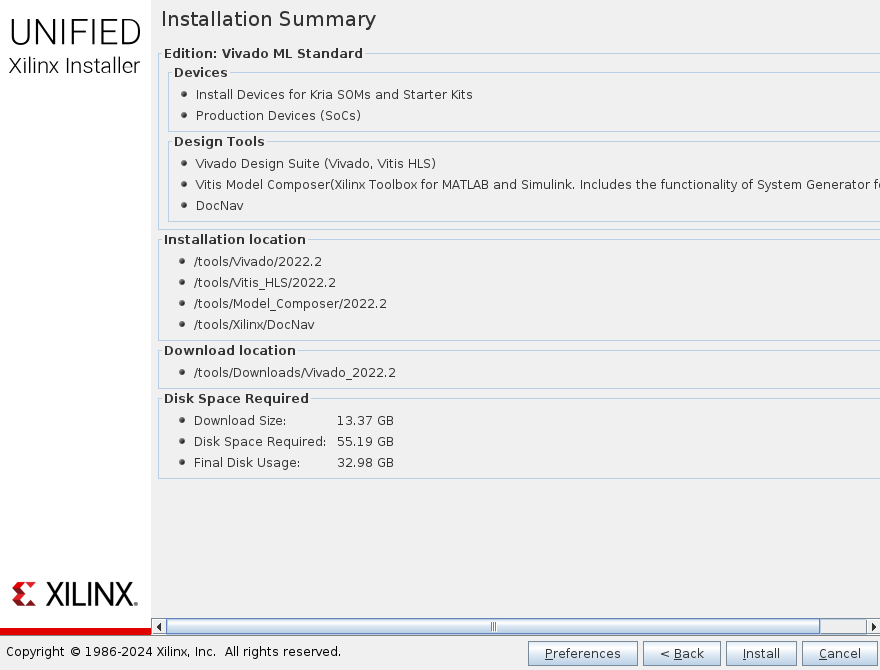 UNIFIED
Xilinx Installer
Installation Summary
Edition: Vivado ML Standard
Devices
Install Devices for Kria SOMs and Starter Kits
Production Devices (SoCs)
Design Tools
Vivado Design Suite (Vivado, Vitis HLS)
Vitis Model Composer(Xilinx Toolbox for MATLAB and Simulink. Includes the functionality of System Generator f
DocNav
Installation location
/tools/Vivado/2022.2
/tools/Vitis_HLS/2022.2
/tools/Model_Composer/2022.2
/tools/Xilinx/DocNav
Download location
/tools/Downloads/Vivado_2022.2
Disk Space Required
Download Size: 13.37 GB
Disk Space Required: 55.19 GB
Final Disk Usage: 32.98 GB
XILINX.
Copyright © 1986-2024 Xilinx, Inc. All rights reserved.
Preferences
< Back
Install
Cancel